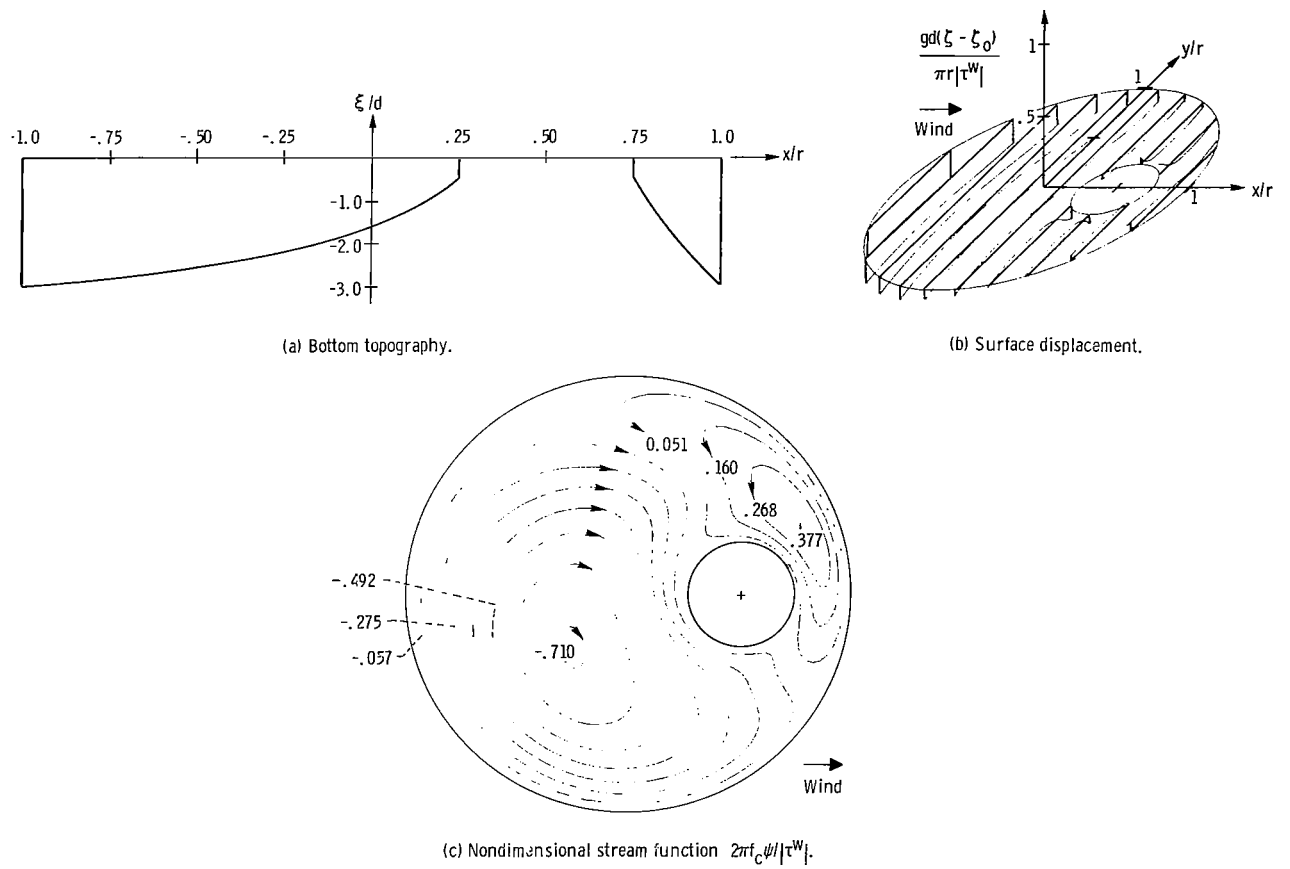 ξ/d
-1.0 -.75 -.50 -.25 .25 .50 0.75 1.0
x/r
-1.0
-2.0
-3.0
(a) Bottom topography.
gd(ζ - ζ₀)
πr|τᵂ|
Wind
1
.5
1
y/r
1
x/r
(b) Surface displacement.
0.051
.160
.268
.377
-.492
-.275
-.057
-.710
Wind
(c) Nondimensional stream function 2πf_cψ/|τᵂ|.